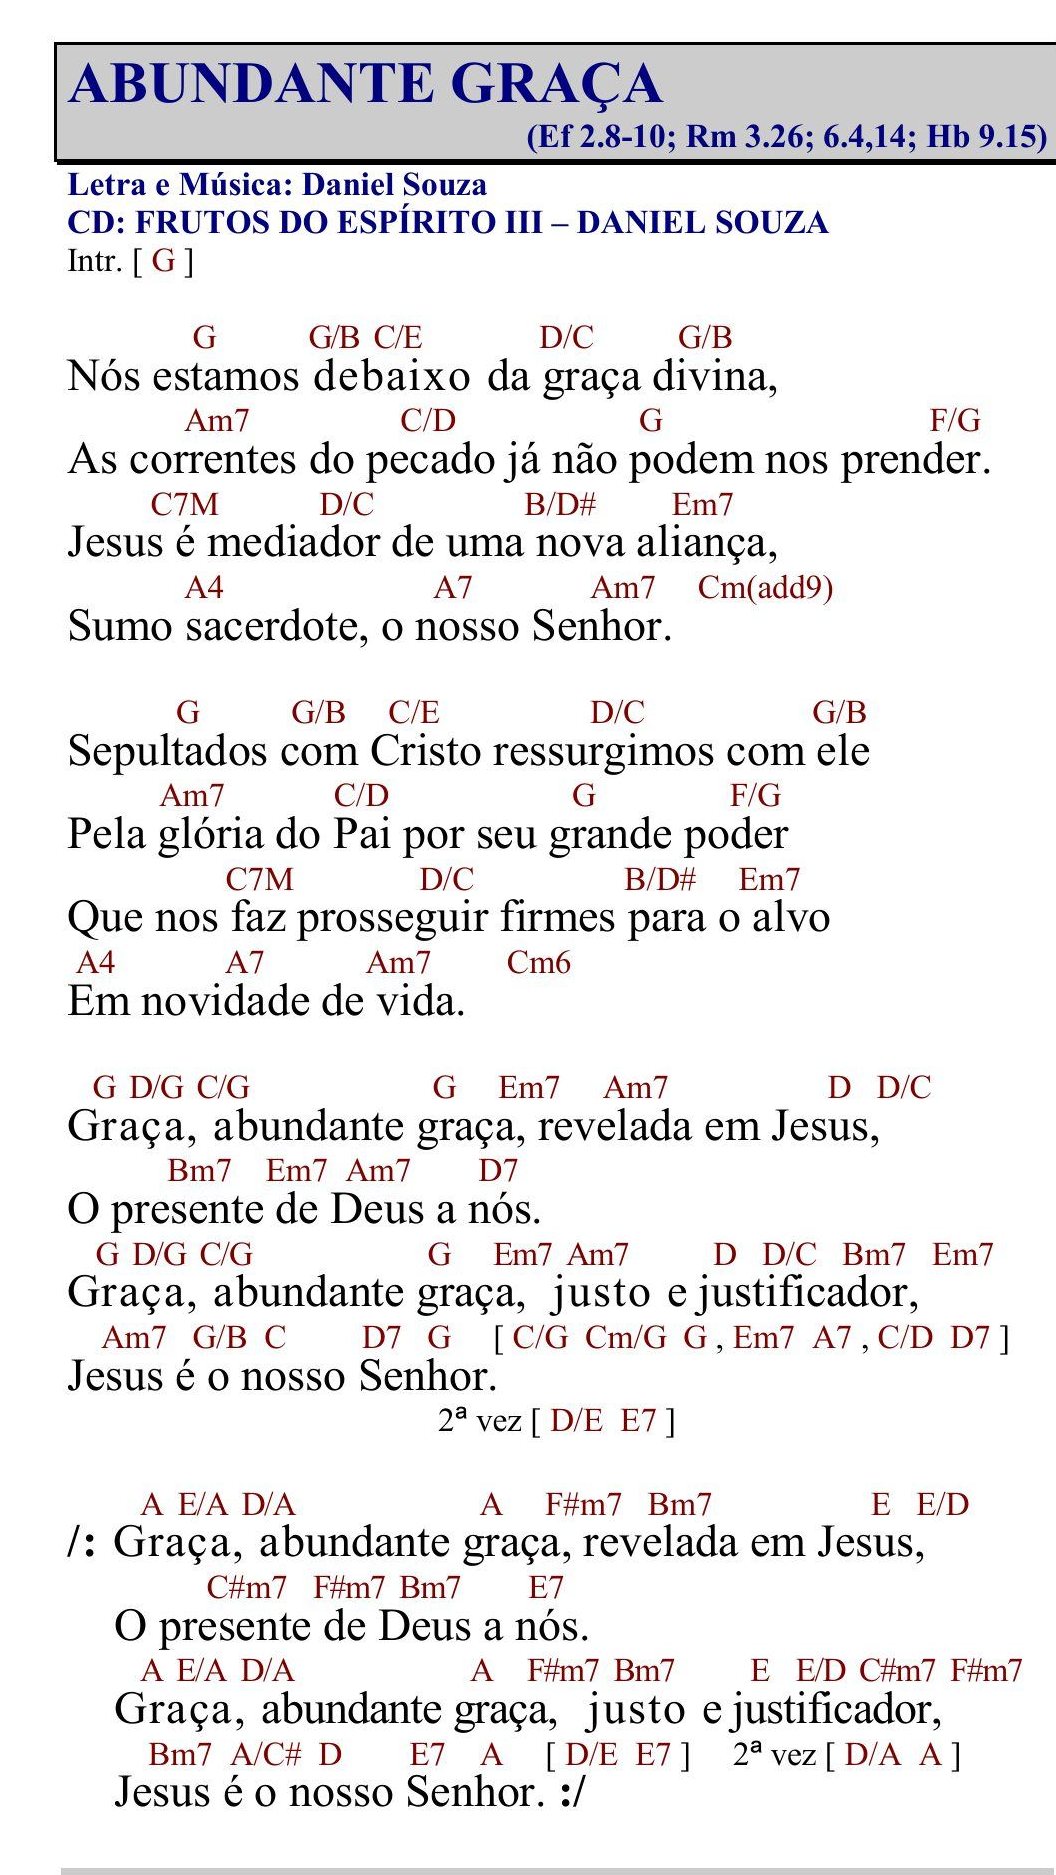 ABUNDANTE GRAÇA
(Ef 2.8-10; Rm 3.26; 6.4,14; Hb 9.15)
Letra e Música: Daniel Souza
CD: FRUTOS DO ESPÍRITO III – DANIEL SOUZA
Intr. [ G ]
G G/B C/E D/C G/B
Nós estamos debaixo da graça divina,
Am7 C/D G F/G
As correntes do pecado já não podem nos prender.
C7M D/C B/D# Em7
Jesus é mediador de uma nova aliança,
A4 A7 Am7 Cm(add9)
Sumo sacerdote, o nosso Senhor.
G G/B C/E D/C G/B
Sepultados com Cristo ressurgimos com ele
Am7 C/D G F/G
Pela glória do Pai por seu grande poder
C7M D/C B/D# Em7
Que nos faz prosseguir firmes para o alvo
A4 A7 Am7 Cm6
Em novidade de vida.
G D/G C/G G Em7 Am7 D D/C
Graça, abundante graça, revelada em Jesus,
Bm7 Em7 Am7 D7
O presente de Deus a nós.
G D/G C/G G Em7 Am7 D D/C Bm7 Em7
Graça, abundante graça, justo e justificador,
Am7 G/B C D7 G [ C/G Cm/G G , Em7 A7 , C/D D7 ]
Jesus é o nosso Senhor.
2ª vez [ D/E E7 ]
A E/A D/A A F#m7 Bm7 E E/D
/: Graça, abundante graça, revelada em Jesus,
C#m7 F#m7 Bm7 E7
O presente de Deus a nós.
A E/A D/A A F#m7 Bm7 E E/D C#m7 F#m7
Graça, abundante graça, justo e justificador,
Bm7 A/C# D E7 A [ D/E E7 ] 2ª vez [ D/A A ]
Jesus é o nosso Senhor. :/